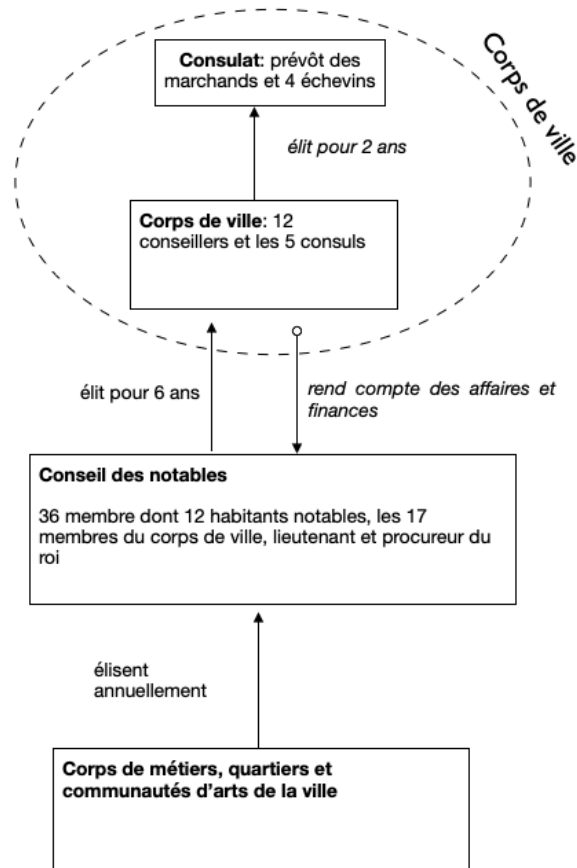 Consulat: prévôt des
marchands et 4 échevins
Corps de ville
élit pour 2 ans
Corps de ville: 12
conseillers et les 5 consuls
élit pour 6 ans
rend compte des affaires et
finances
Conseil des notables
36 membre dont 12 habitants notables, les 17
membres du corps de ville, lieutenant et procureur du
roi
élisent
annuellement
Corps de métiers, quartiers et
communautés d'arts de la ville